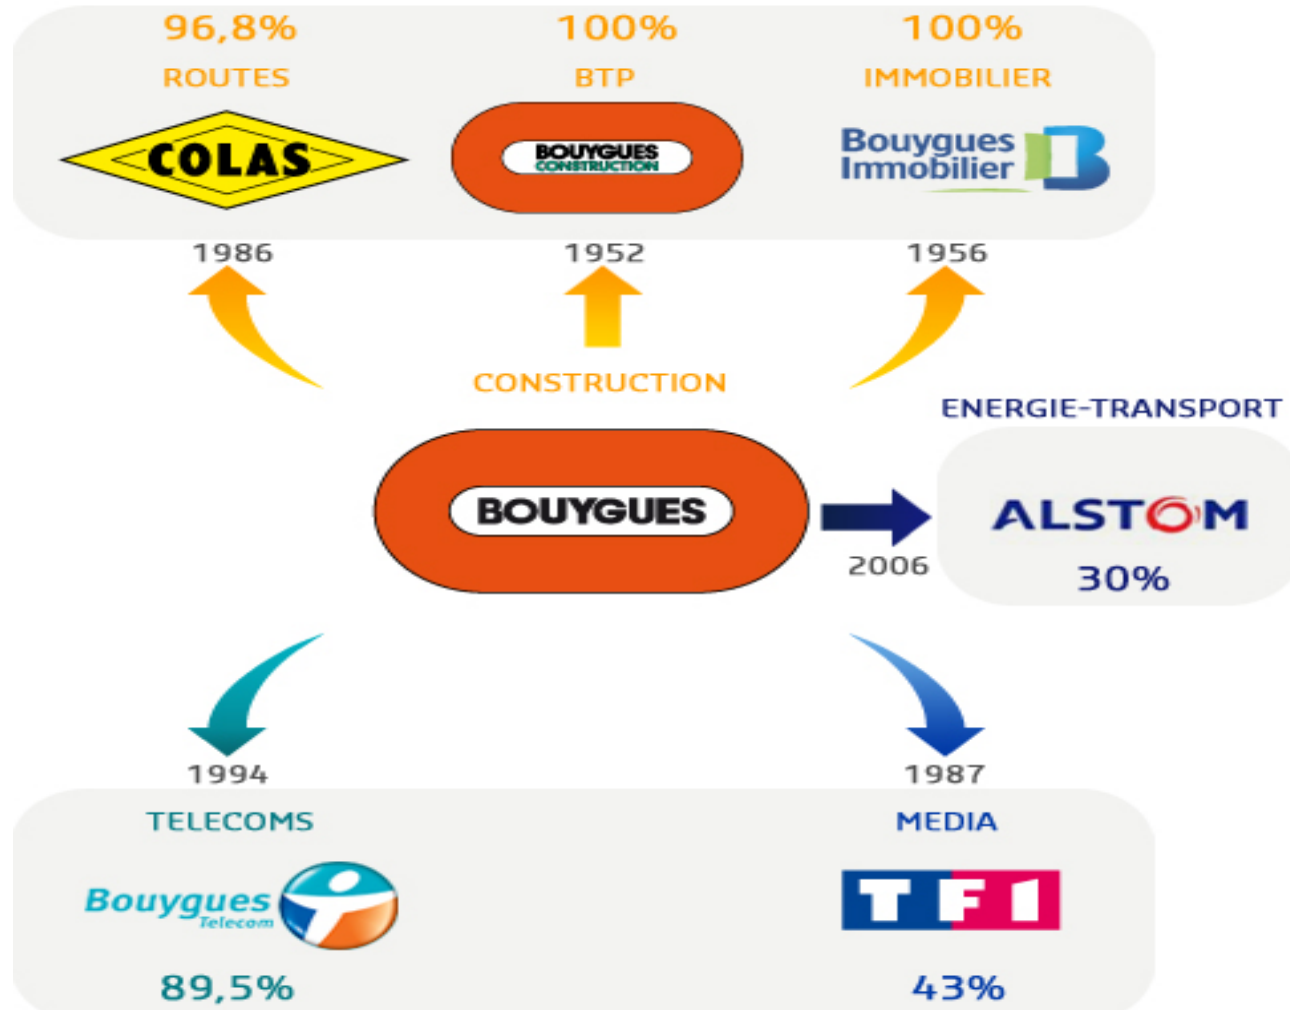 96,8%
100%
100%
ROUTES
BTP
IMMOBILIER
COLAS
BOUYGUES
CONSTRUCTION
Bouygues
Immobilier
1986
1952
1956
CONSTRUCTION
ENERGIE-TRANSPORT
BOUYGUES
ALSTOM
2006
30%
1994
1987
TELECOMS
MEDIA
Bouygues
Telecom
TF1
89,5%
43%